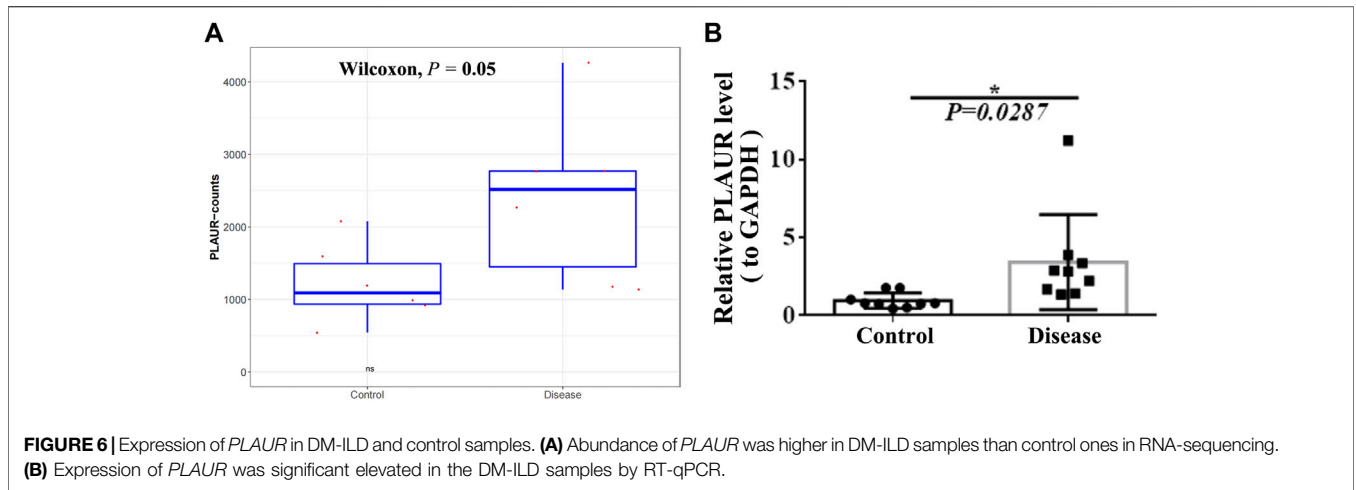 A
Wilcoxon, P = 0.05
PLAUR−counts
4000
3000
2000
1000
0
ns
Control
Disease
B
Relative PLAUR level
( to GAPDH )
15
10
5
0
*
P=0.0287
Control
Disease
FIGURE 6 | Expression of PLAUR in DM-ILD and control samples. (A) Abundance of PLAUR was higher in DM-ILD samples than control ones in RNA-sequencing.
(B) Expression of PLAUR was significant elevated in the DM-ILD samples by RT-qPCR.